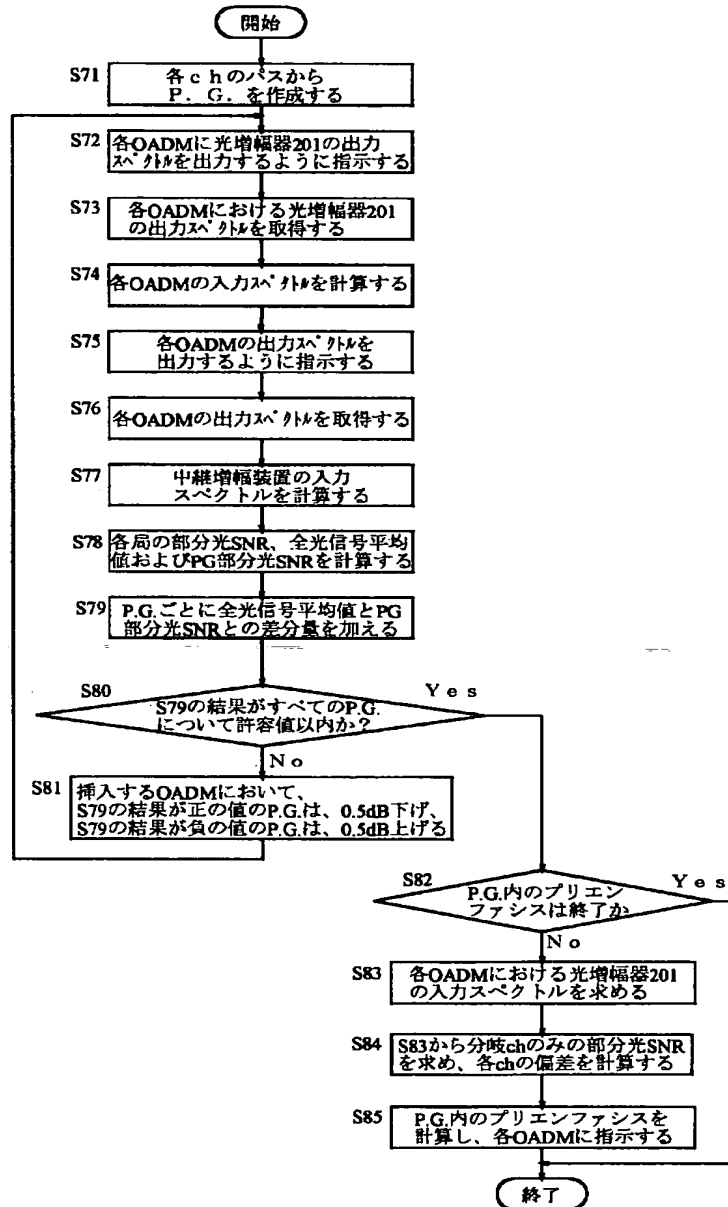 開始
S71
各chのパスから
P.G.を作成する
S72
各OADMに光増幅器201の出力
スペクトルを出力するように指示する
S73
各OADMにおける光増幅器201
の出力スペクトルを取得する
S74
各OADMの入力スペクトルを計算する
S75
各OADMの出力スペクトルを
出力するように指示する
S76
各OADMの出力スペクトルを取得する
S77
中継増幅装置の入力
スペクトルを計算する
S78
各局の部分光SNR、全光信号平均
値およびPG部分光SNRを計算する
S79
P.G.ごとに全光信号平均値とPG
部分光SNRとの差分量を加える
S80
Yes
S79の結果がすべてのP.G.
について許容値以内か?
No
S81
挿入するOADMにおいて、
S79の結果が正の値のP.G.は、0.5dB下げ、
S79の結果が負の値のP.G.は、0.5dB上げる
S82
Yes
P.G.内のプリエン
ファシスは終了か
No
S83
各OADMにおける光増幅器201
の入力スペクトルを求める
S84
S83から分岐chのみの部分光SNR
を求め、各chの偏差を計算する
S85
P.G.内のプリエンファシスを
計算し、各OADMに指示する
終了